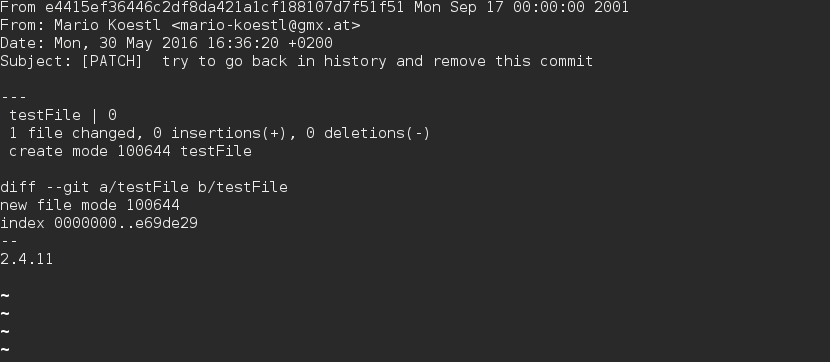 From e4415ef36446c2df8da421a1cf188107d7f51f51 Mon Sep 17 00:00:00 2001
From: Mario Koestl <mario-koestl@gmx.at>
Date: Mon, 30 May 2016 16:36:20 +0200
Subject: [PATCH]  try to go back in history and remove this commit

---
 testFile | 0
 1 file changed, 0 insertions(+), 0 deletions(-)
 create mode 100644 testFile

diff --git a/testFile b/testFile
new file mode 100644
index 0000000..e69de29
--
2.4.11

~
~
~
~